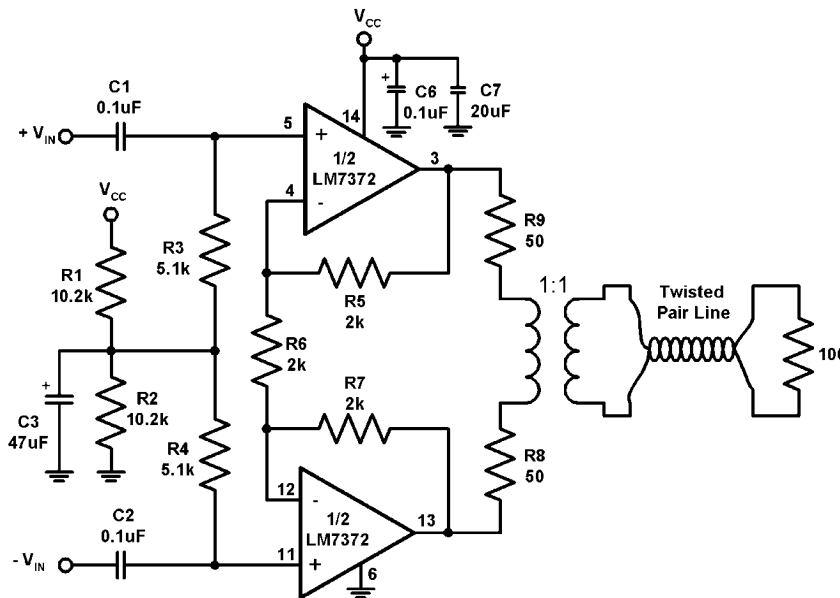 VCC
C1
0.1uF
C6
0.1uF
C7
20uF
+
14
+ VIN
5
+
1/2
LM7372
3
4
-
VCC
R3
5.1k
R9
50
R1
10.2k
R5
2k
1:1
Twisted
Pair Line
R6
2k
R7
2k
+
C3
47uF
R2
10.2k
R4
5.1k
R8
50
12
-
1/2
LM7372
13
C2
0.1uF
11
+
6
- VIN